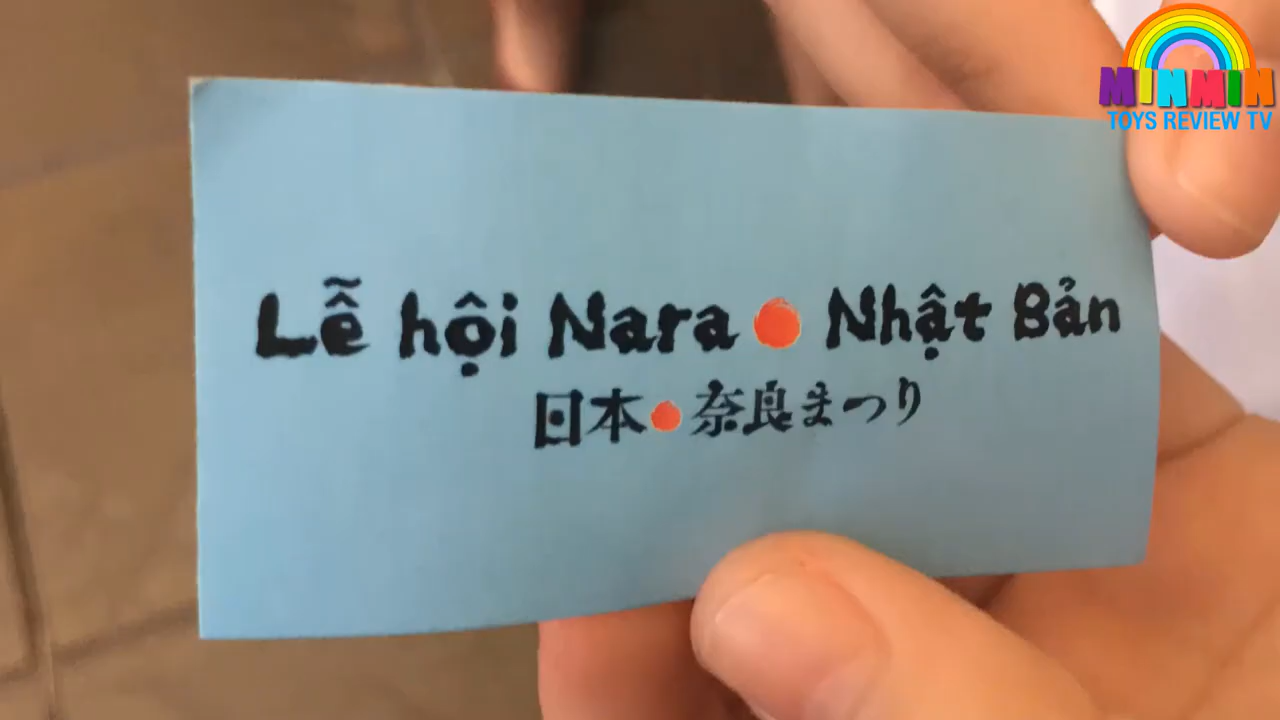 MINMIN
TOYS REVIEW TV
Lễ hội Nara ● Nhật Bản
日本●奈良まつり